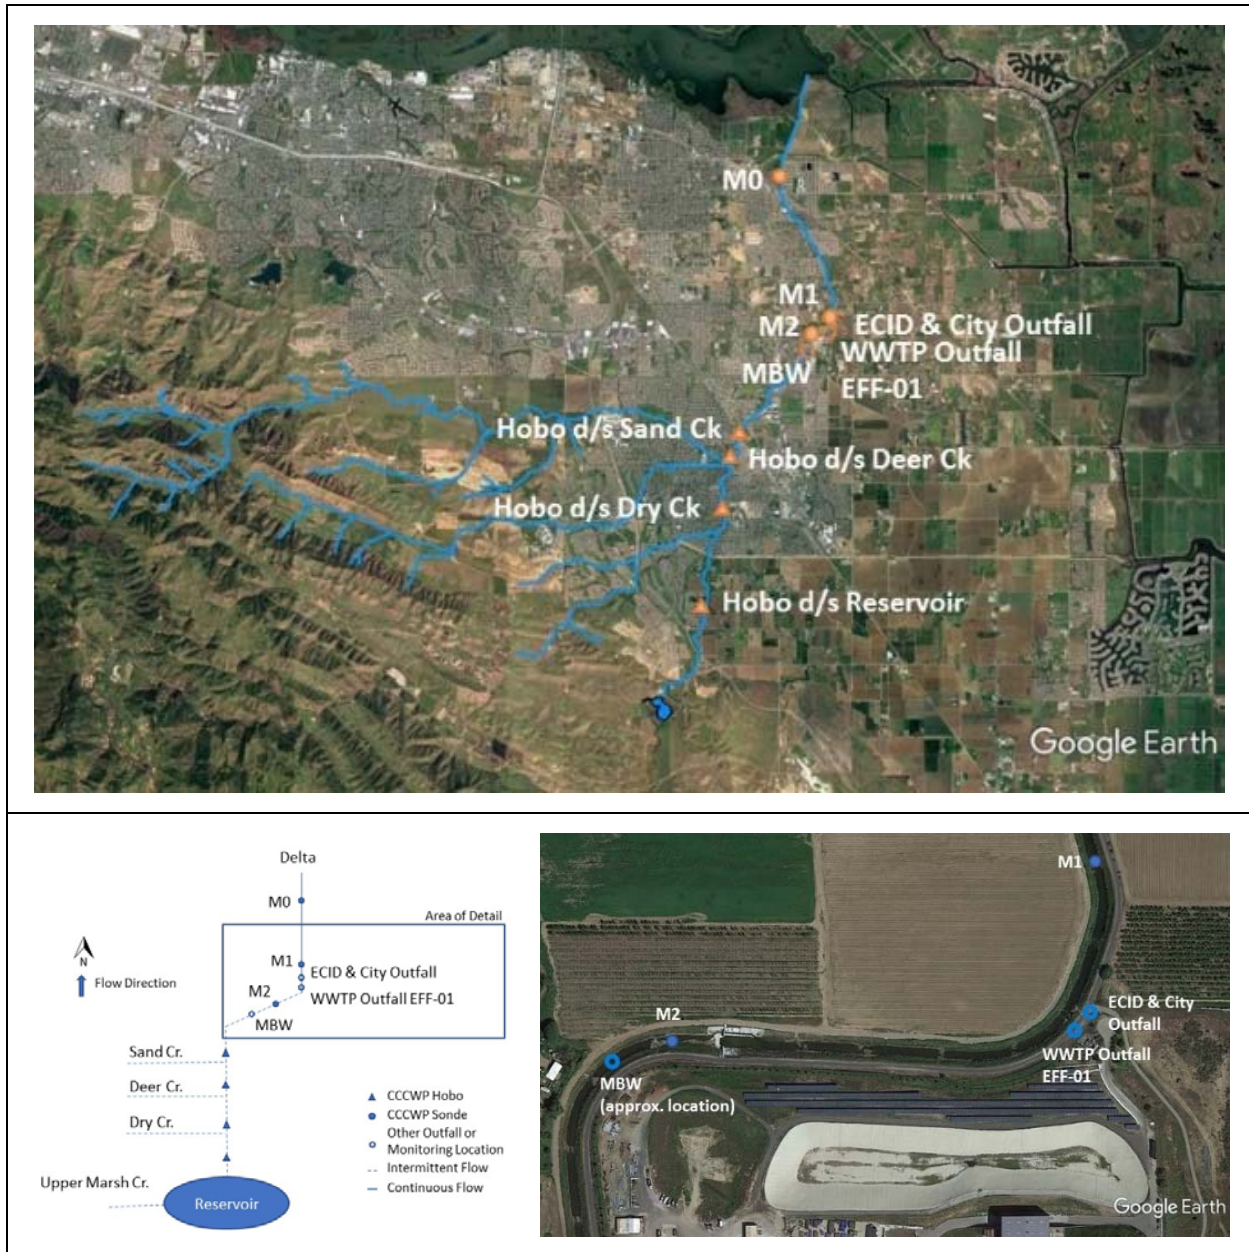 M0
M1
ECID & City Outfall
M2
WWTP Outfall
MBW
EFF-01
Hobo d/s Sand Ck
Hobo d/s Deer Ck
Hobo d/s Dry Ck
Hobo d/s Reservoir
Google Earth
Delta
M0
Area of Detail
N
Flow Direction
M1
ECID & City Outfall
M2
WWTP Outfall EFF-01
MBW
Sand Cr.
Deer Cr.
Dry Cr.
Upper Marsh Cr.
Reservoir
CCCWP Hobo
CCCWP Sonde
Other Outfall or
Monitoring Location
Intermittent Flow
Continuous Flow
M1
ECID & City
Outfall
M2
WWTP Outfall
EFF-01
MBW
(approx. location)
Google Earth